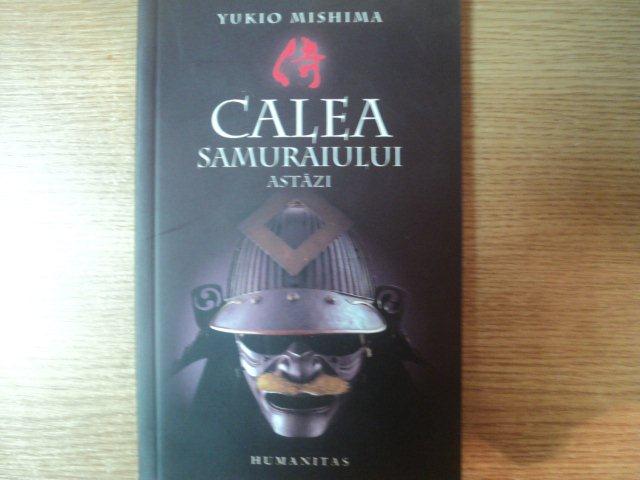 YUKIO MISHIMA
侍
CALEA
SAMURAIULUI
ASTĂZI
HUMANITAS